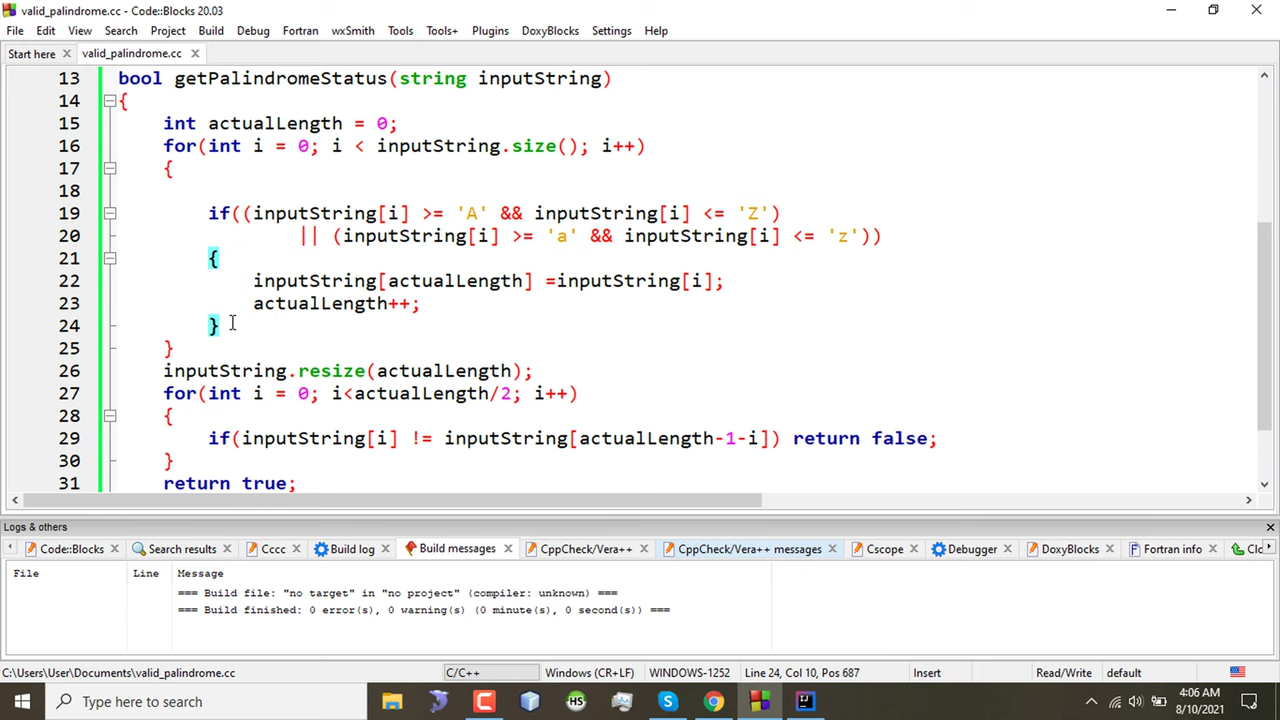 valid_palindrome.cc - Code::Blocks 20.03
File Edit View Search Project Build Debug Fortran wxSmith Tools Tools+ Plugins DoxyBlocks Settings Help
Start here valid_palindrome.cc
13 bool getPalindromeStatus(string inputString)
14 {
15 int actualLength = 0;
16 for(int i = 0; i < inputString.size(); i++)
17 {
18
19 if((inputString[i] >= 'A' && inputString[i] <= 'Z')
20 || (inputString[i] >= 'a' && inputString[i] <= 'z'))
21 {
22 inputString[actualLength] =inputString[i];
23 actualLength++;
24 }
25 }
26 inputString.resize(actualLength);
27 for(int i = 0; i<actualLength/2; i++)
28 {
29 if(inputString[i] != inputString[actualLength-1-i]) return false;
30 }
31 return true;
Logs & others
Code::Blocks Search results Cccc Build log Build messages CppCheck/Vera++ CppCheck/Vera++ messages Cscope Debugger DoxyBlocks Fortran info Clo
File Line Message
=== Build file: "no target" in "no project" (compiler: unknown) ===
=== Build finished: 0 error(s), 0 warning(s) (0 minute(s), 0 second(s)) ===
C:\Users\User\Documents\valid_palindrome.cc C/C++ Windows (CR+LF) WINDOWS-1252 Line 24, Col 10, Pos 687 Insert Read/Write default
Type here to search HS 4:06 AM
8/10/2021